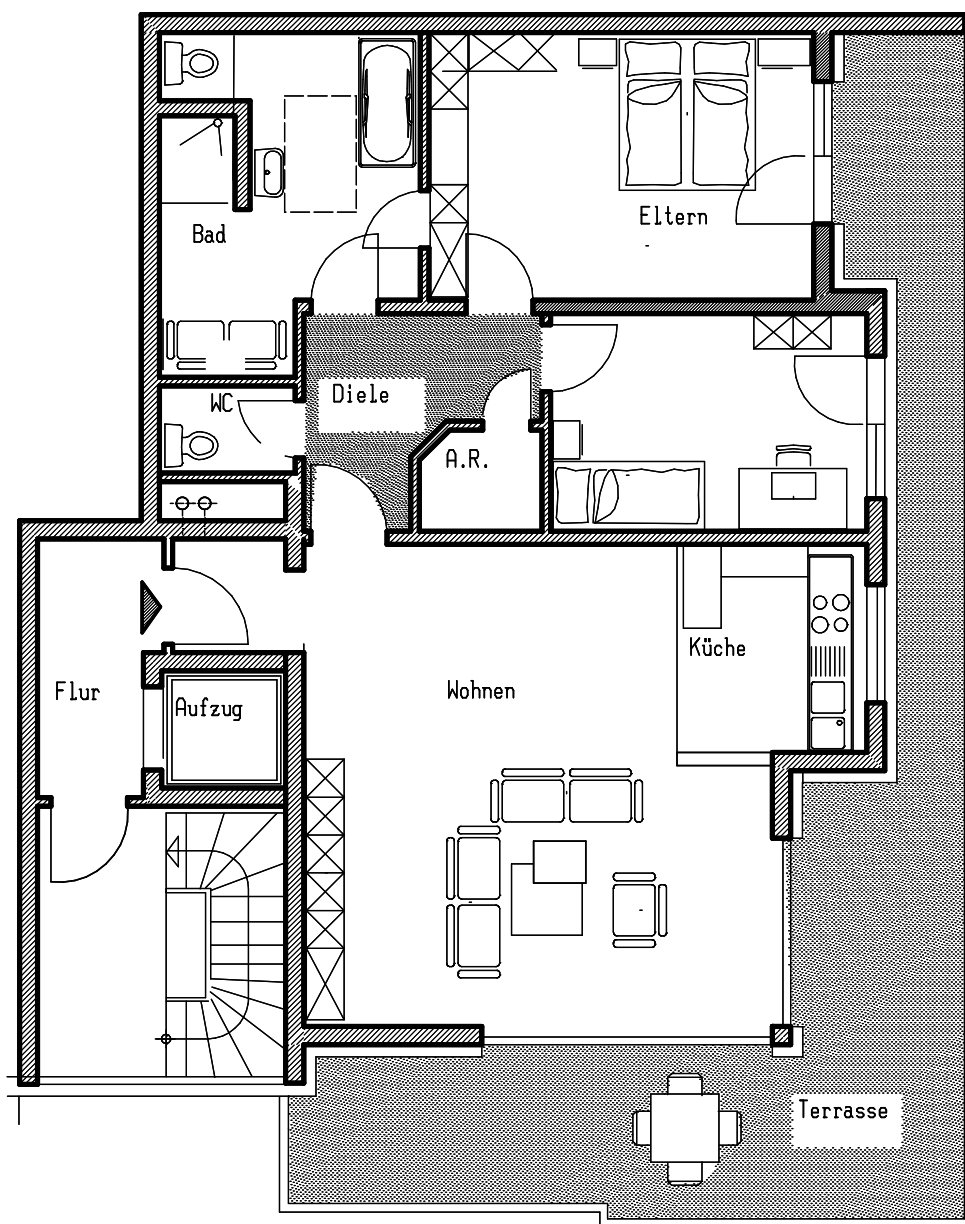 Eltern
Bad
Diele
WC
A.R.
Küche
Flur
Wohnen
Aufzug
Terrasse